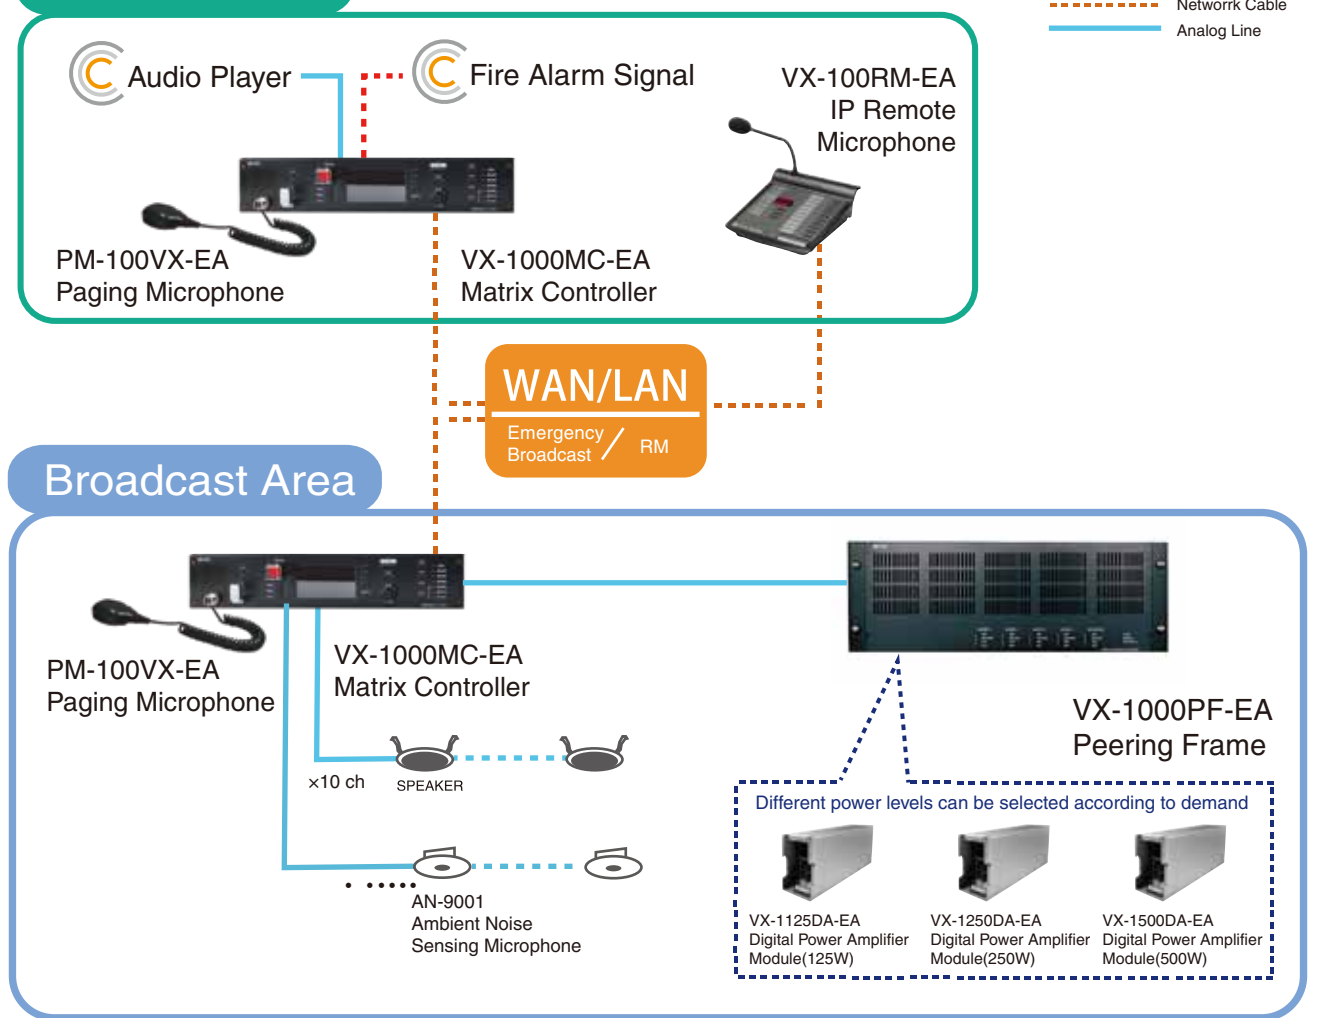 Networrk Cable
Analog Line
Audio Player
Fire Alarm Signal
VX-100RM-EA
IP Remote
Microphone
PM-100VX-EA
Paging Microphone
VX-1000MC-EA
Matrix Controller
WAN/LAN
Emergency
Broadcast
RM
Broadcast Area
PM-100VX-EA
Paging Microphone
VX-1000MC-EA
Matrix Controller
×10 ch
SPEAKER
AN-9001
Ambient Noise
Sensing Microphone
VX-1000PF-EA
Peering Frame
Different power levels can be selected according to demand
VX-1125DA-EA
Digital Power Amplifier
Module(125W)
VX-1250DA-EA
Digital Power Amplifier
Module(250W)
VX-1500DA-EA
Digital Power Amplifier
Module(500W)